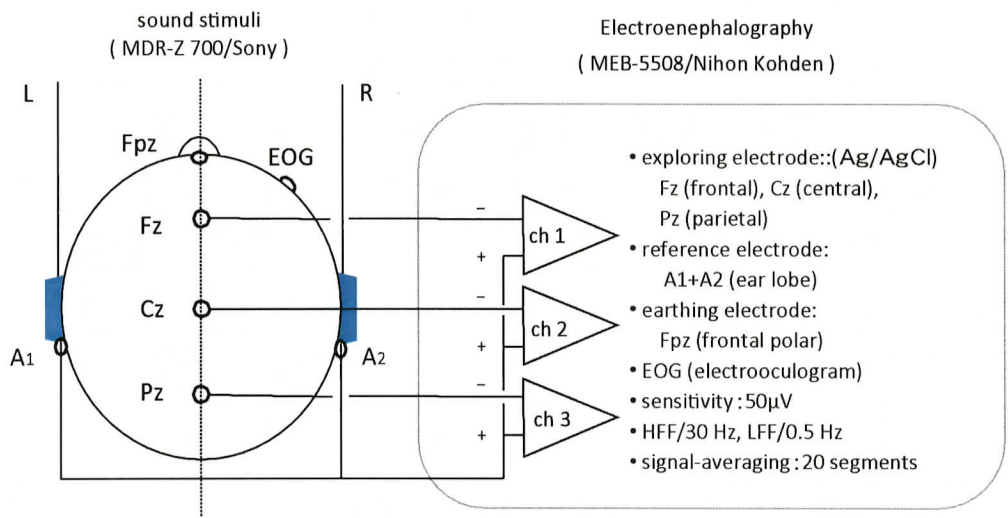 sound stimuli
( MDR-Z 700/Sony )
Electroenephalography
( MEB-5508/Nihon Kohden )
L
R
Fpz
EOG
Fz
Cz
Pz
A1
A2
−
ch 1
+
−
ch 2
+
−
ch 3
+
• exploring electrode::(Ag/AgCl)
Fz (frontal), Cz (central),
Pz (parietal)
• reference electrode:
A1+A2 (ear lobe)
• earthing electrode:
Fpz (frontal polar)
• EOG (electrooculogram)
• sensitivity : 50μV
• HFF/30 Hz, LFF/0.5 Hz
• signal-averaging : 20 segments